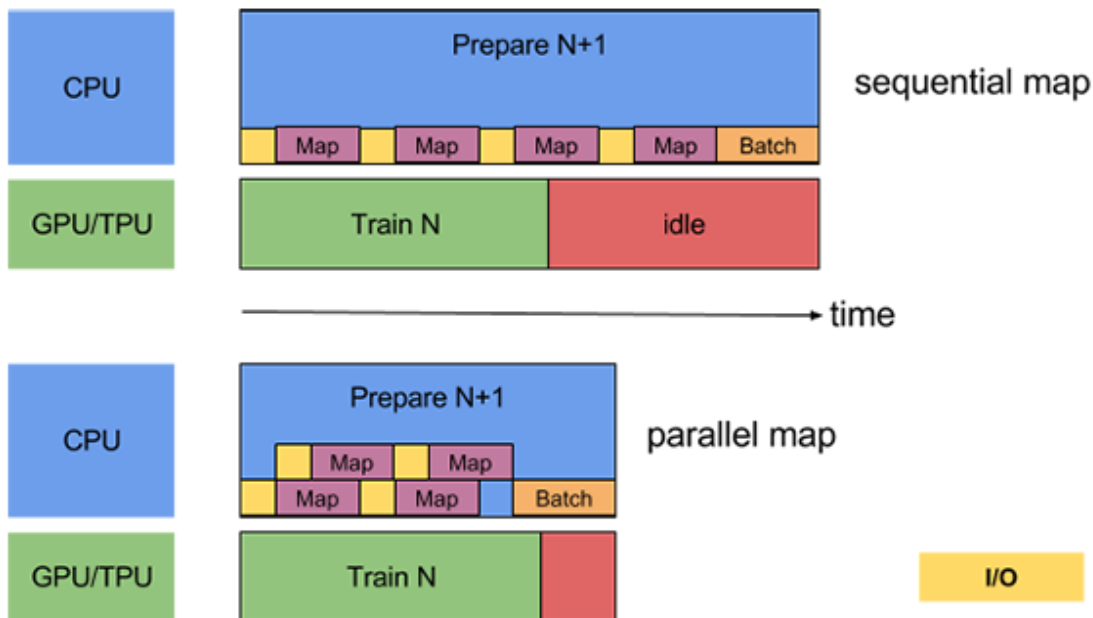 CPU
Prepare N+1
sequential map
Map
Map
Map
Map
Batch
GPU/TPU
Train N
idle
time
CPU
Prepare N+1
parallel map
Map
Map
Map
Map
Batch
GPU/TPU
Train N
I/O